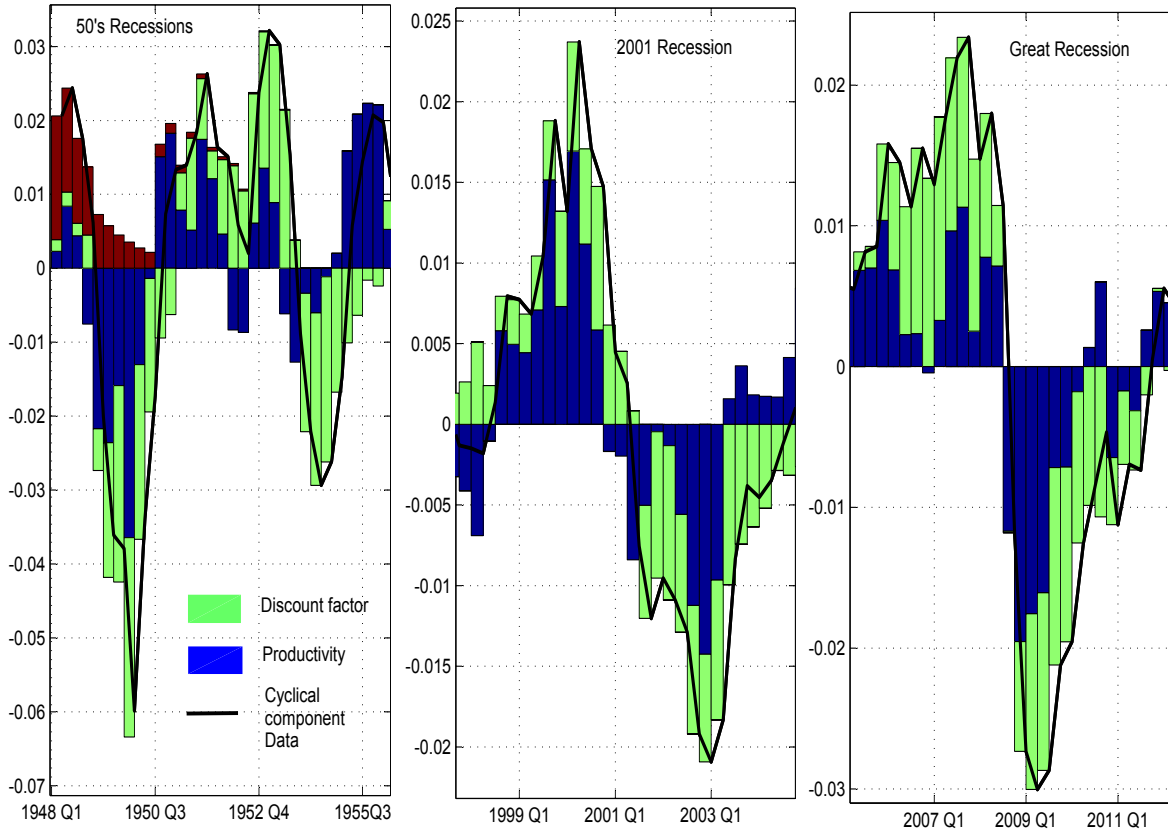 50's Recessions
0.03
0.02
0.01
0
-0.01
-0.02
-0.03
-0.04
-0.05
-0.06
-0.07
1948 Q1
1950 Q3
1952 Q4
1955Q3
Discount factor
Productivity
Cyclical
component
Data
2001 Recession
0.025
0.02
0.015
0.01
0.005
0
-0.005
-0.01
-0.015
-0.02
1999 Q1
2001 Q1
2003 Q1
Great Recession
0.02
0.01
0
-0.01
-0.02
-0.03
2007 Q1
2009 Q1
2011 Q1